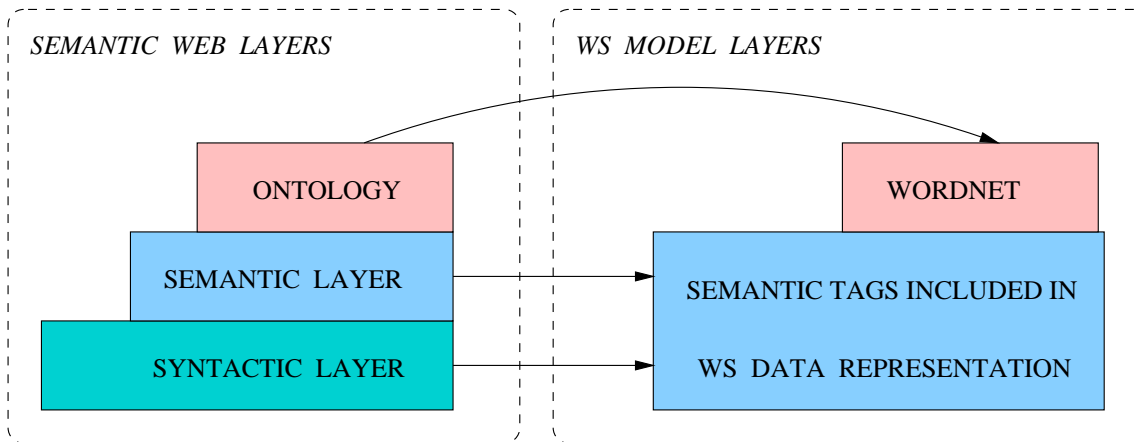 SEMANTIC WEB LAYERS
WS MODEL LAYERS
ONTOLOGY
WORDNET
SEMANTIC LAYER
SEMANTIC TAGS INCLUDED IN
SYNTACTIC LAYER
WS DATA REPRESENTATION